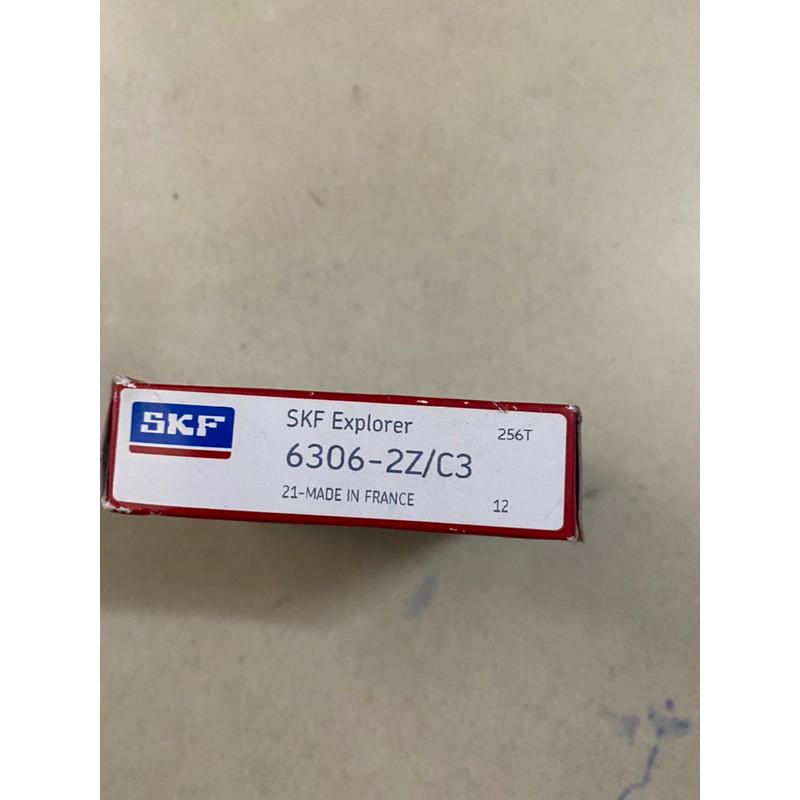 SKF
SKF Explorer
256T
6306-2Z/C3
21-MADE IN FRANCE
12